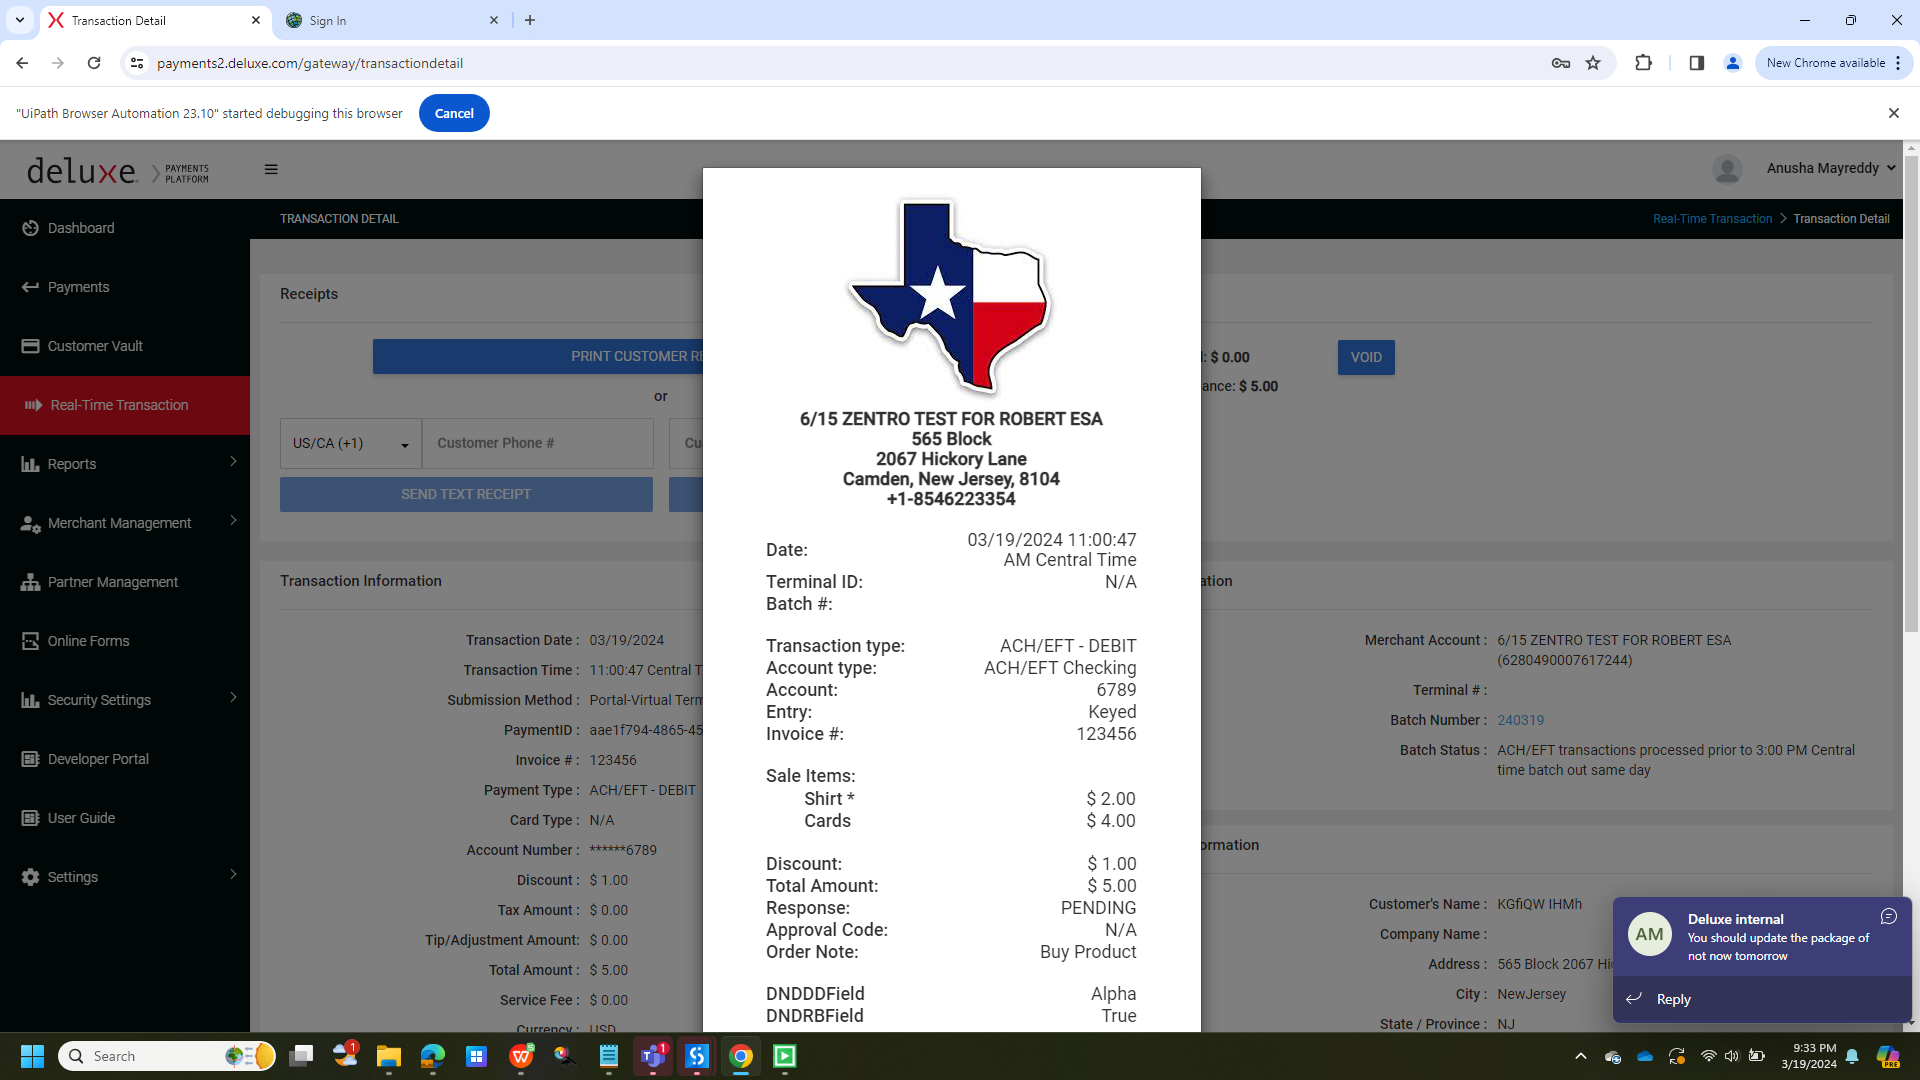 Transaction Detail
Sign In
payments2.deluxe.com/gateway/transactiondetail
New Chrome available
"UiPath Browser Automation 23.10" started debugging this browser
Cancel
deluxe. PAYMENTS PLATFORM
Anusha Mayreddy
Dashboard
Payments
Customer Vault
Real-Time Transaction
Reports
Merchant Management
Partner Management
Online Forms
Security Settings
Developer Portal
User Guide
Settings
TRANSACTION DETAIL
Real-Time Transaction > Transaction Detail
Receipts
PRINT CUSTOMER RE
or
US/CA (+1)
Customer Phone #
Cu
SEND TEXT RECEIPT
: $ 0.00
ance: $ 5.00
VOID
Transaction Information
Transaction Date : 03/19/2024
Transaction Time : 11:00:47 Central T
Submission Method : Portal-Virtual Term
PaymentID : aae1f794-4865-45
Invoice # : 123456
Payment Type : ACH/EFT - DEBIT
Card Type : N/A
Account Number : ******6789
Discount : $ 1.00
Tax Amount : $ 0.00
Tip/Adjustment Amount: $ 0.00
Total Amount : $ 5.00
Service Fee : $ 0.00
Currency : USD
6/15 ZENTRO TEST FOR ROBERT ESA
565 Block
2067 Hickory Lane
Camden, New Jersey, 8104
+1-8546223354
Date: 03/19/2024 11:00:47
AM Central Time
Terminal ID: N/A
Batch #:
Transaction type: ACH/EFT - DEBIT
Account type: ACH/EFT Checking
Account: 6789
Entry: Keyed
Invoice #: 123456
Sale Items:
Shirt * $ 2.00
Cards $ 4.00
Discount: $ 1.00
Total Amount: $ 5.00
Response: PENDING
Approval Code: N/A
Order Note: Buy Product
DNDDDField Alpha
DNDRBField True
ation
Merchant Account : 6/15 ZENTRO TEST FOR ROBERT ESA
(6280490007617244)
Terminal # :
Batch Number : 240319
Batch Status : ACH/EFT transactions processed prior to 3:00 PM Central
time batch out same day
ormation
Customer's Name : KGfiQW IHMh
Company Name :
Address : 565 Block 2067 Hi
City : NewJersey
State / Province : NJ
AM
Deluxe internal
You should update the package of
not now tomorrow
Reply
Search
1
1
9:33 PM
3/19/2024
PRE